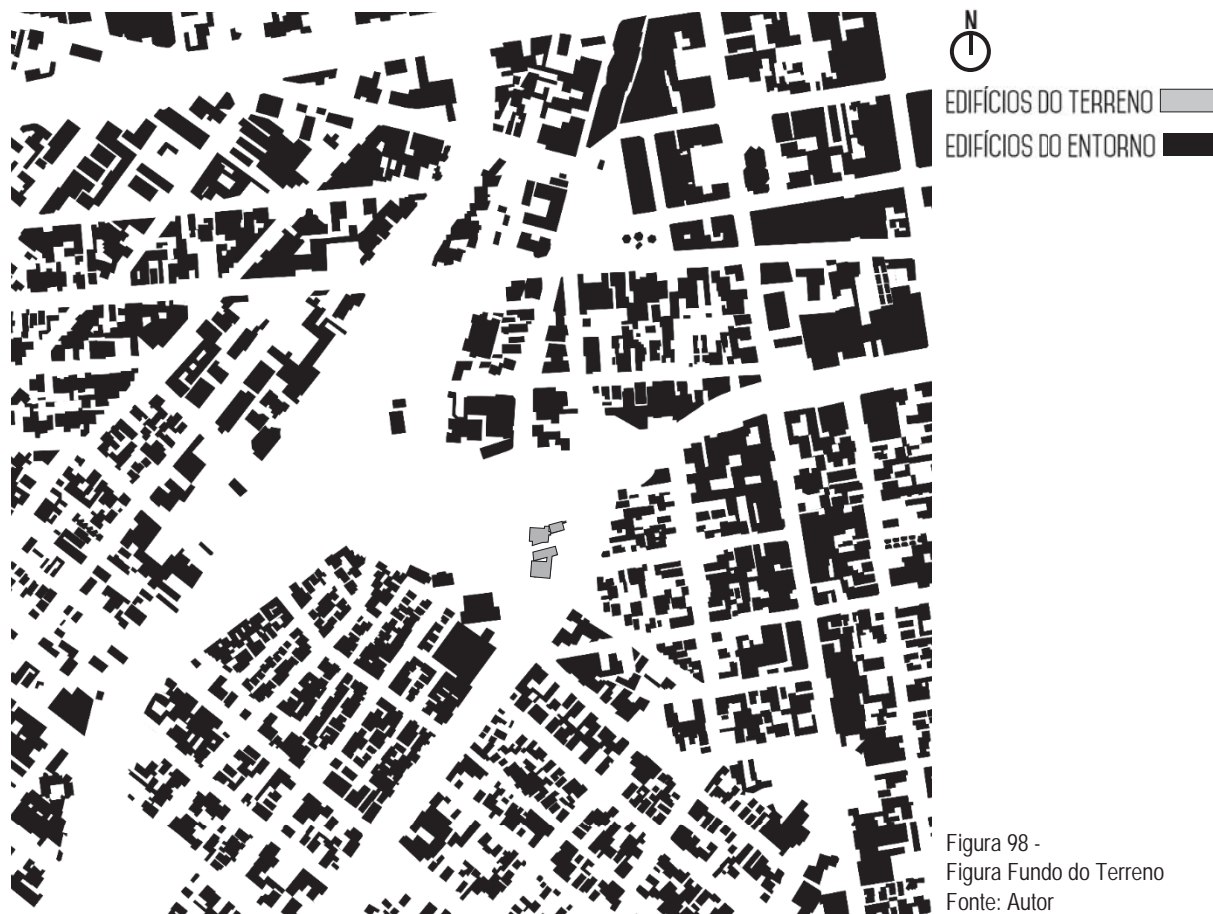 N
EDIFÍCIOS DO TERRENO
EDIFÍCIOS DO ENTORNO
Figura 98 -
Figura Fundo do Terreno
Fonte: Autor